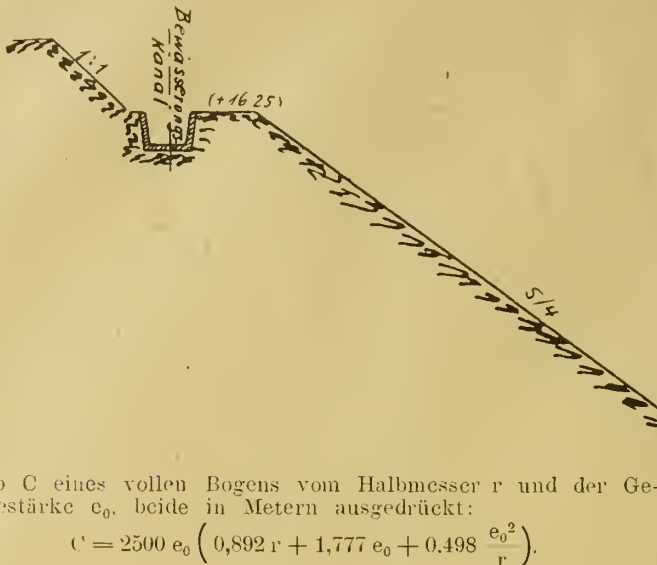 Bewässerungs-
Kanal
1:1
(+16 25)
5/4
C eines vollen Bogens vom Halbmesser r und der Ge-
e₀, beide in Metern ausgedrückt:
C = 2500 e₀ ( 0,892 r + 1,777 e₀ + 0.498 e₀²/r ).